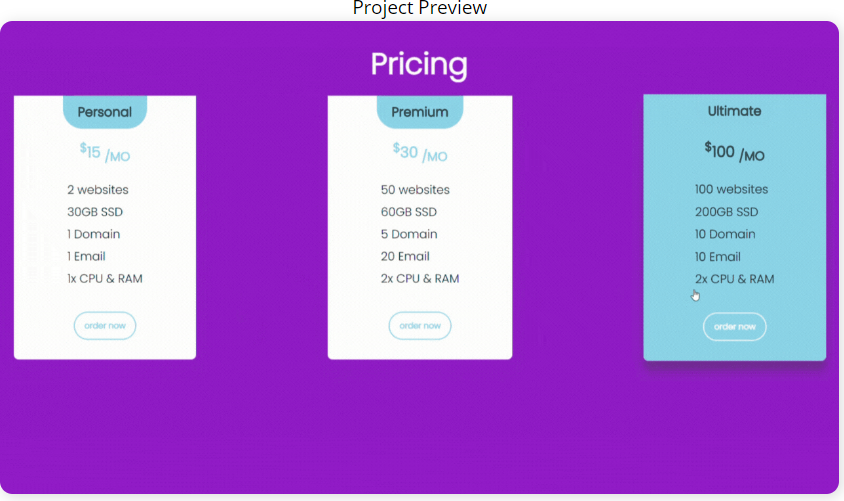 Project Preview
Pricing
Personal
$15 /MO
2 websites
30GB SSD
1 Domain
1 Email
1x CPU & RAM
order now
Premium
$30 /MO
50 websites
60GB SSD
5 Domain
20 Email
2x CPU & RAM
order now
Ultimate
$100 /MO
100 websites
200GB SSD
10 Domain
10 Email
2x CPU & RAM
order now